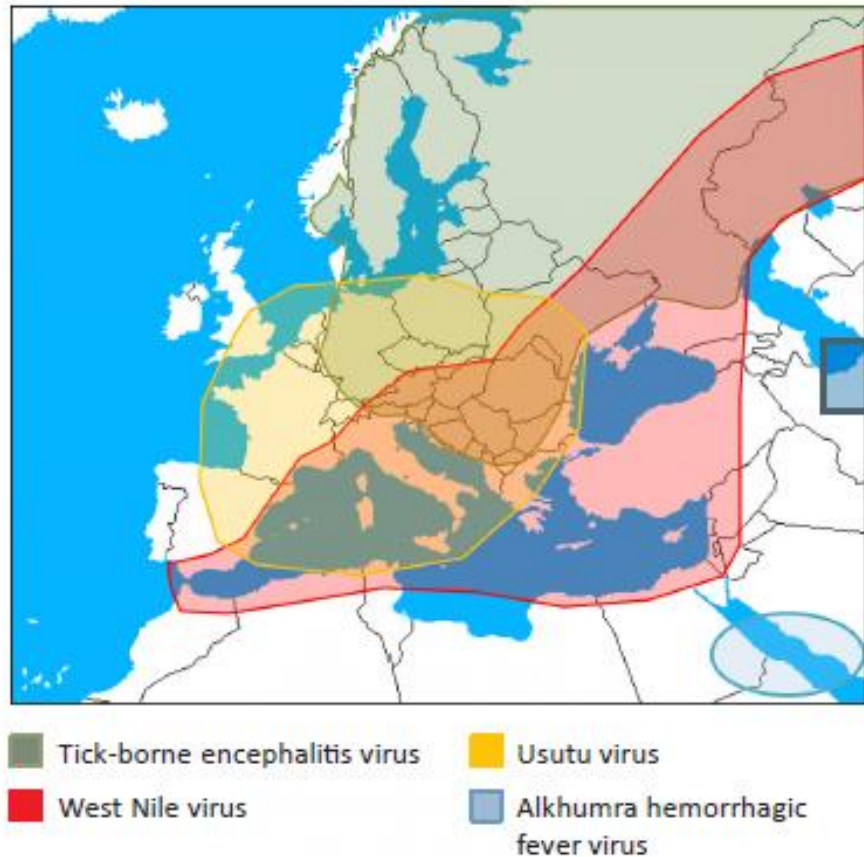 Tick-borne encephalitis virus
Usutu virus
West Nile virus
Alkhumra hemorrhagic
fever virus